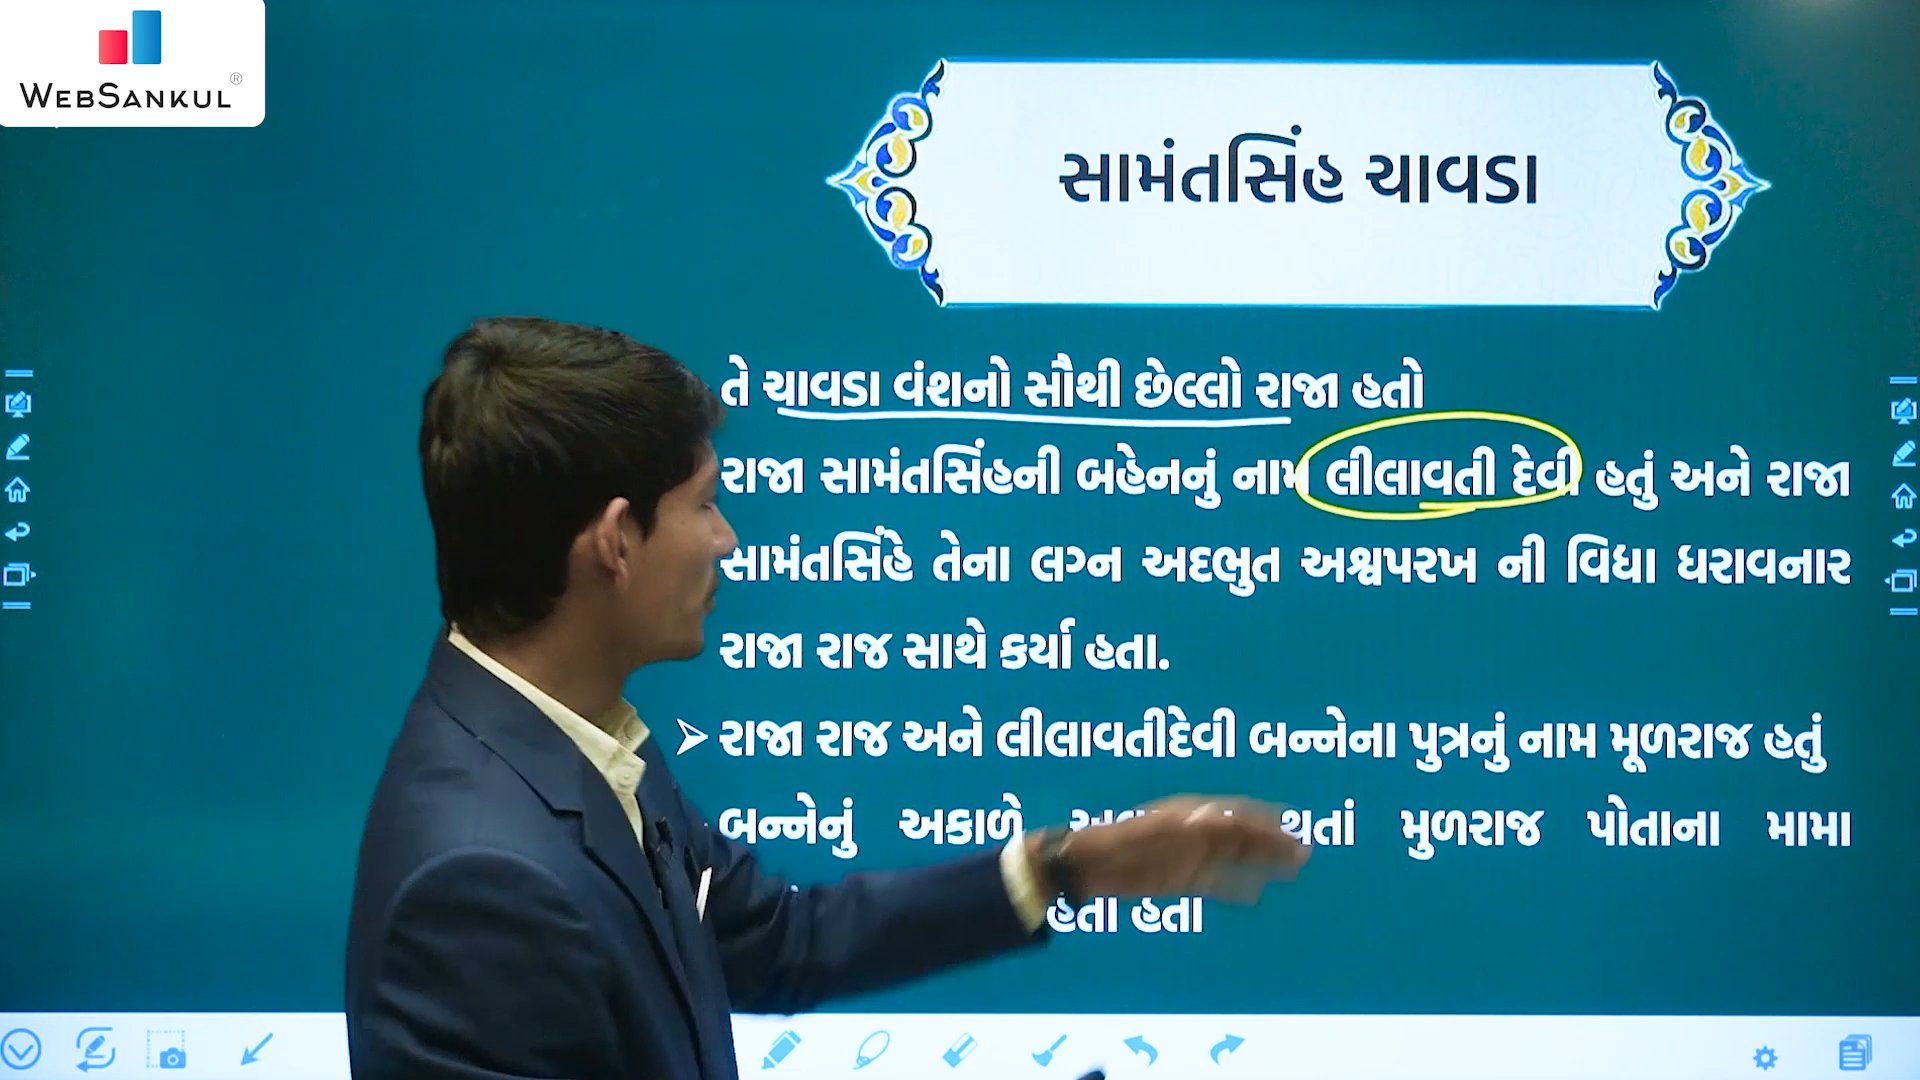 WEBSANKUL®
સામંતસિંહ ચાવડા
તે ચાવડા વંશનો સૌથી છેલ્લો રાજા હતો
રાજા સામંતસિંહની બહેનનું નામ લીલાવતી દેવી હતું અને રાજા
સામંતસિંહે તેના લગ્ન અદભુત અશ્વપરખ ની વિદ્યા ધરાવનાર
રાજા રાજ સાથે કર્યા હતા.
➢ રાજા રાજ અને લીલાવતીદેવી બન્નેના પુત્રનું નામ મૂળરાજ હતું
બન્નેનું અકાળે થતાં મુળરાજ પોતાના મામા
હતા